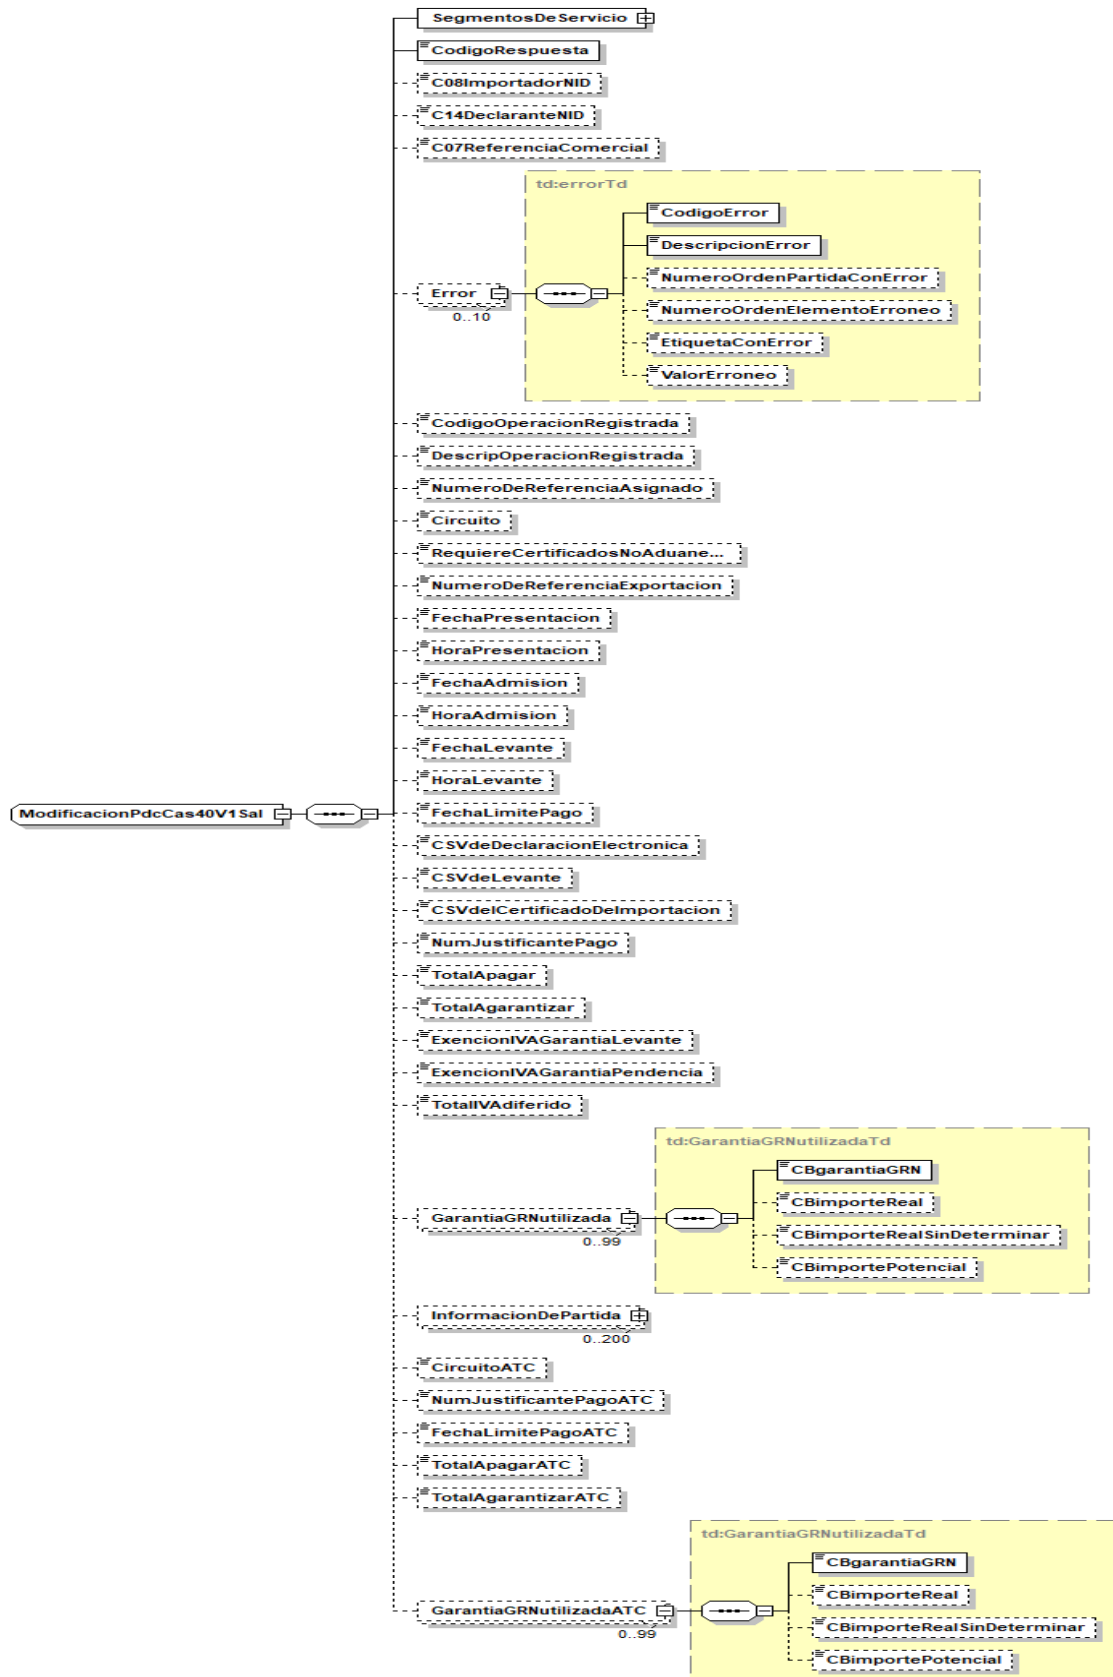 SegmentosDeServicio
CodigoRespuesta
C08ImportadorNID
C14DeclaranteNID
C07ReferenciaComercial
td:errorTd
CodigoError
DescripcionError
NumeroOrdenPartidaConError
Error
NumeroOrdenElementoErroneo
0..10
EtiquetaConError
ValorErroneo
CodigoOperacionRegistrada
DescripOperacionRegistrada
NumeroDeReferenciaAsignado
Circuito
RequiereCertificadosNoAduane...
NumeroDeReferenciaExportacion
FechaPresentacion
HoraPresentacion
FechaAdmision
HoraAdmision
FechaLevante
HoraLevante
ModificacionPdcCas40V1Sal
FechaLimitePago
CSVdeDeclaracionElectronica
CSVdeLevante
CSVdelCertificadoDeImportacion
NumJustificantePago
TotalApagar
TotalAgarantizar
ExencionIVAGarantiaLevante
ExencionIVAGarantiaPendencia
TotalIVAdiferido
td:GarantiaGRNutilizadaTd
CBgarantiaGRN
CBimporteReal
GarantiaGRNutilizada
CBimporteRealSinDeterminar
0..99
CBimportePotencial
InformacionDePartida
0..200
CircuitoATC
NumJustificantePagoATC
FechaLimitePagoATC
TotalApagarATC
TotalAgarantizarATC
td:GarantiaGRNutilizadaTd
CBgarantiaGRN
CBimporteReal
GarantiaGRNutilizadaATC
CBimporteRealSinDeterminar
0..99
CBimportePotencial